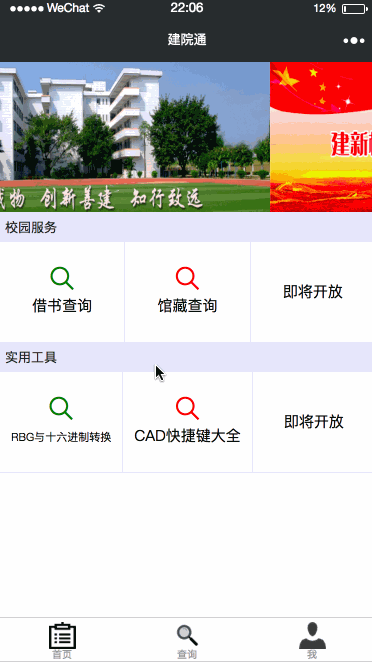 WeChat 22:06 12%
建院通
物 创新善建 知行致远
建新
校园服务
借书查询 馆藏查询 即将开放
实用工具
RBG与十六进制转换 CAD快捷键大全 即将开放
首页 查询 我